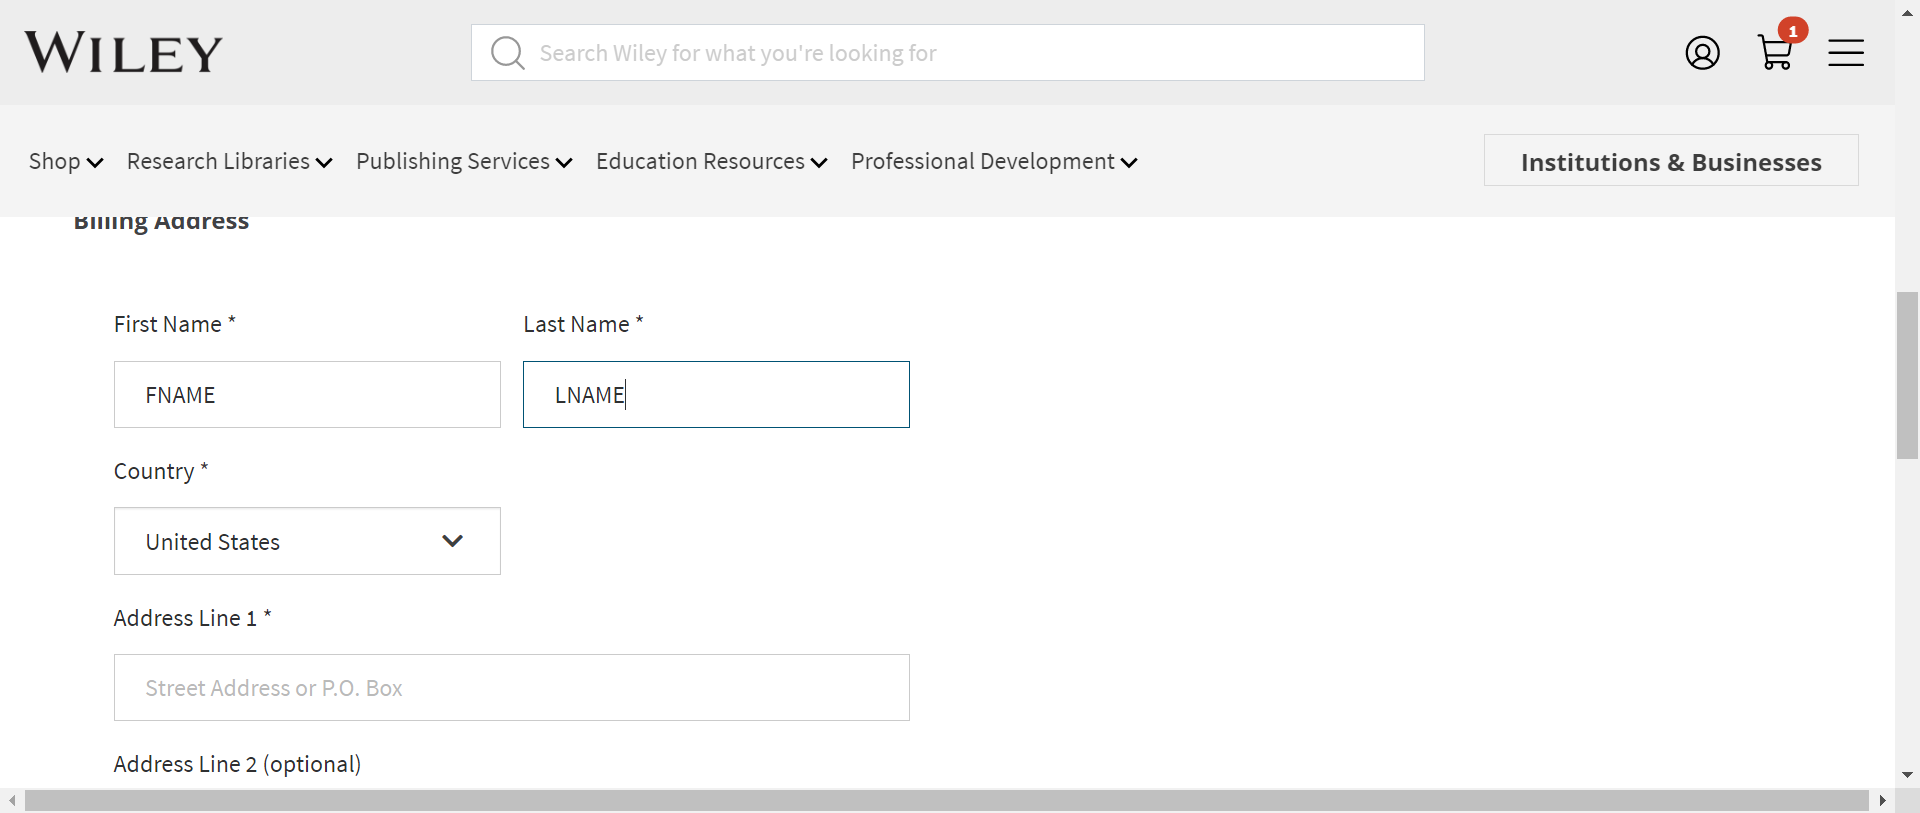 WILEY
Search Wiley for what you're looking for
1
Shop Research Libraries Publishing Services Education Resources Professional Development
Institutions & Businesses
Billing Address
First Name * Last Name *
FNAME LNAME
Country *
United States
Address Line 1 *
Street Address or P.O. Box
Address Line 2 (optional)